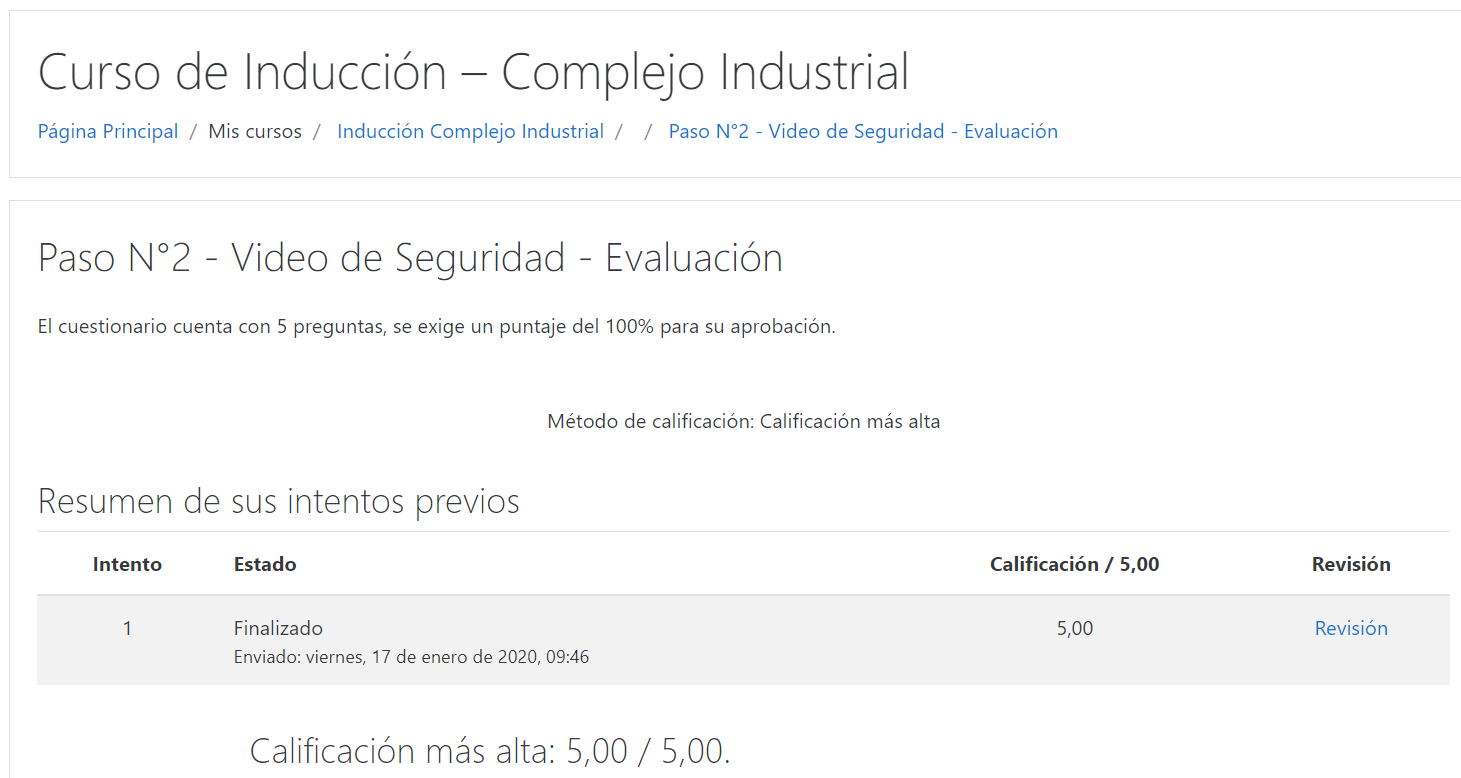 Curso de Inducción – Complejo Industrial
Página Principal / Mis cursos / Inducción Complejo Industrial / / Paso N°2 - Video de Seguridad - Evaluación
Paso N°2 - Video de Seguridad - Evaluación
El cuestionario cuenta con 5 preguntas, se exige un puntaje del 100% para su aprobación.
Método de calificación: Calificación más alta
Resumen de sus intentos previos
Intento Estado Calificación / 5,00 Revisión
1 Finalizado 5,00 Revisión
Enviado: viernes, 17 de enero de 2020, 09:46
Calificación más alta: 5,00 / 5,00.